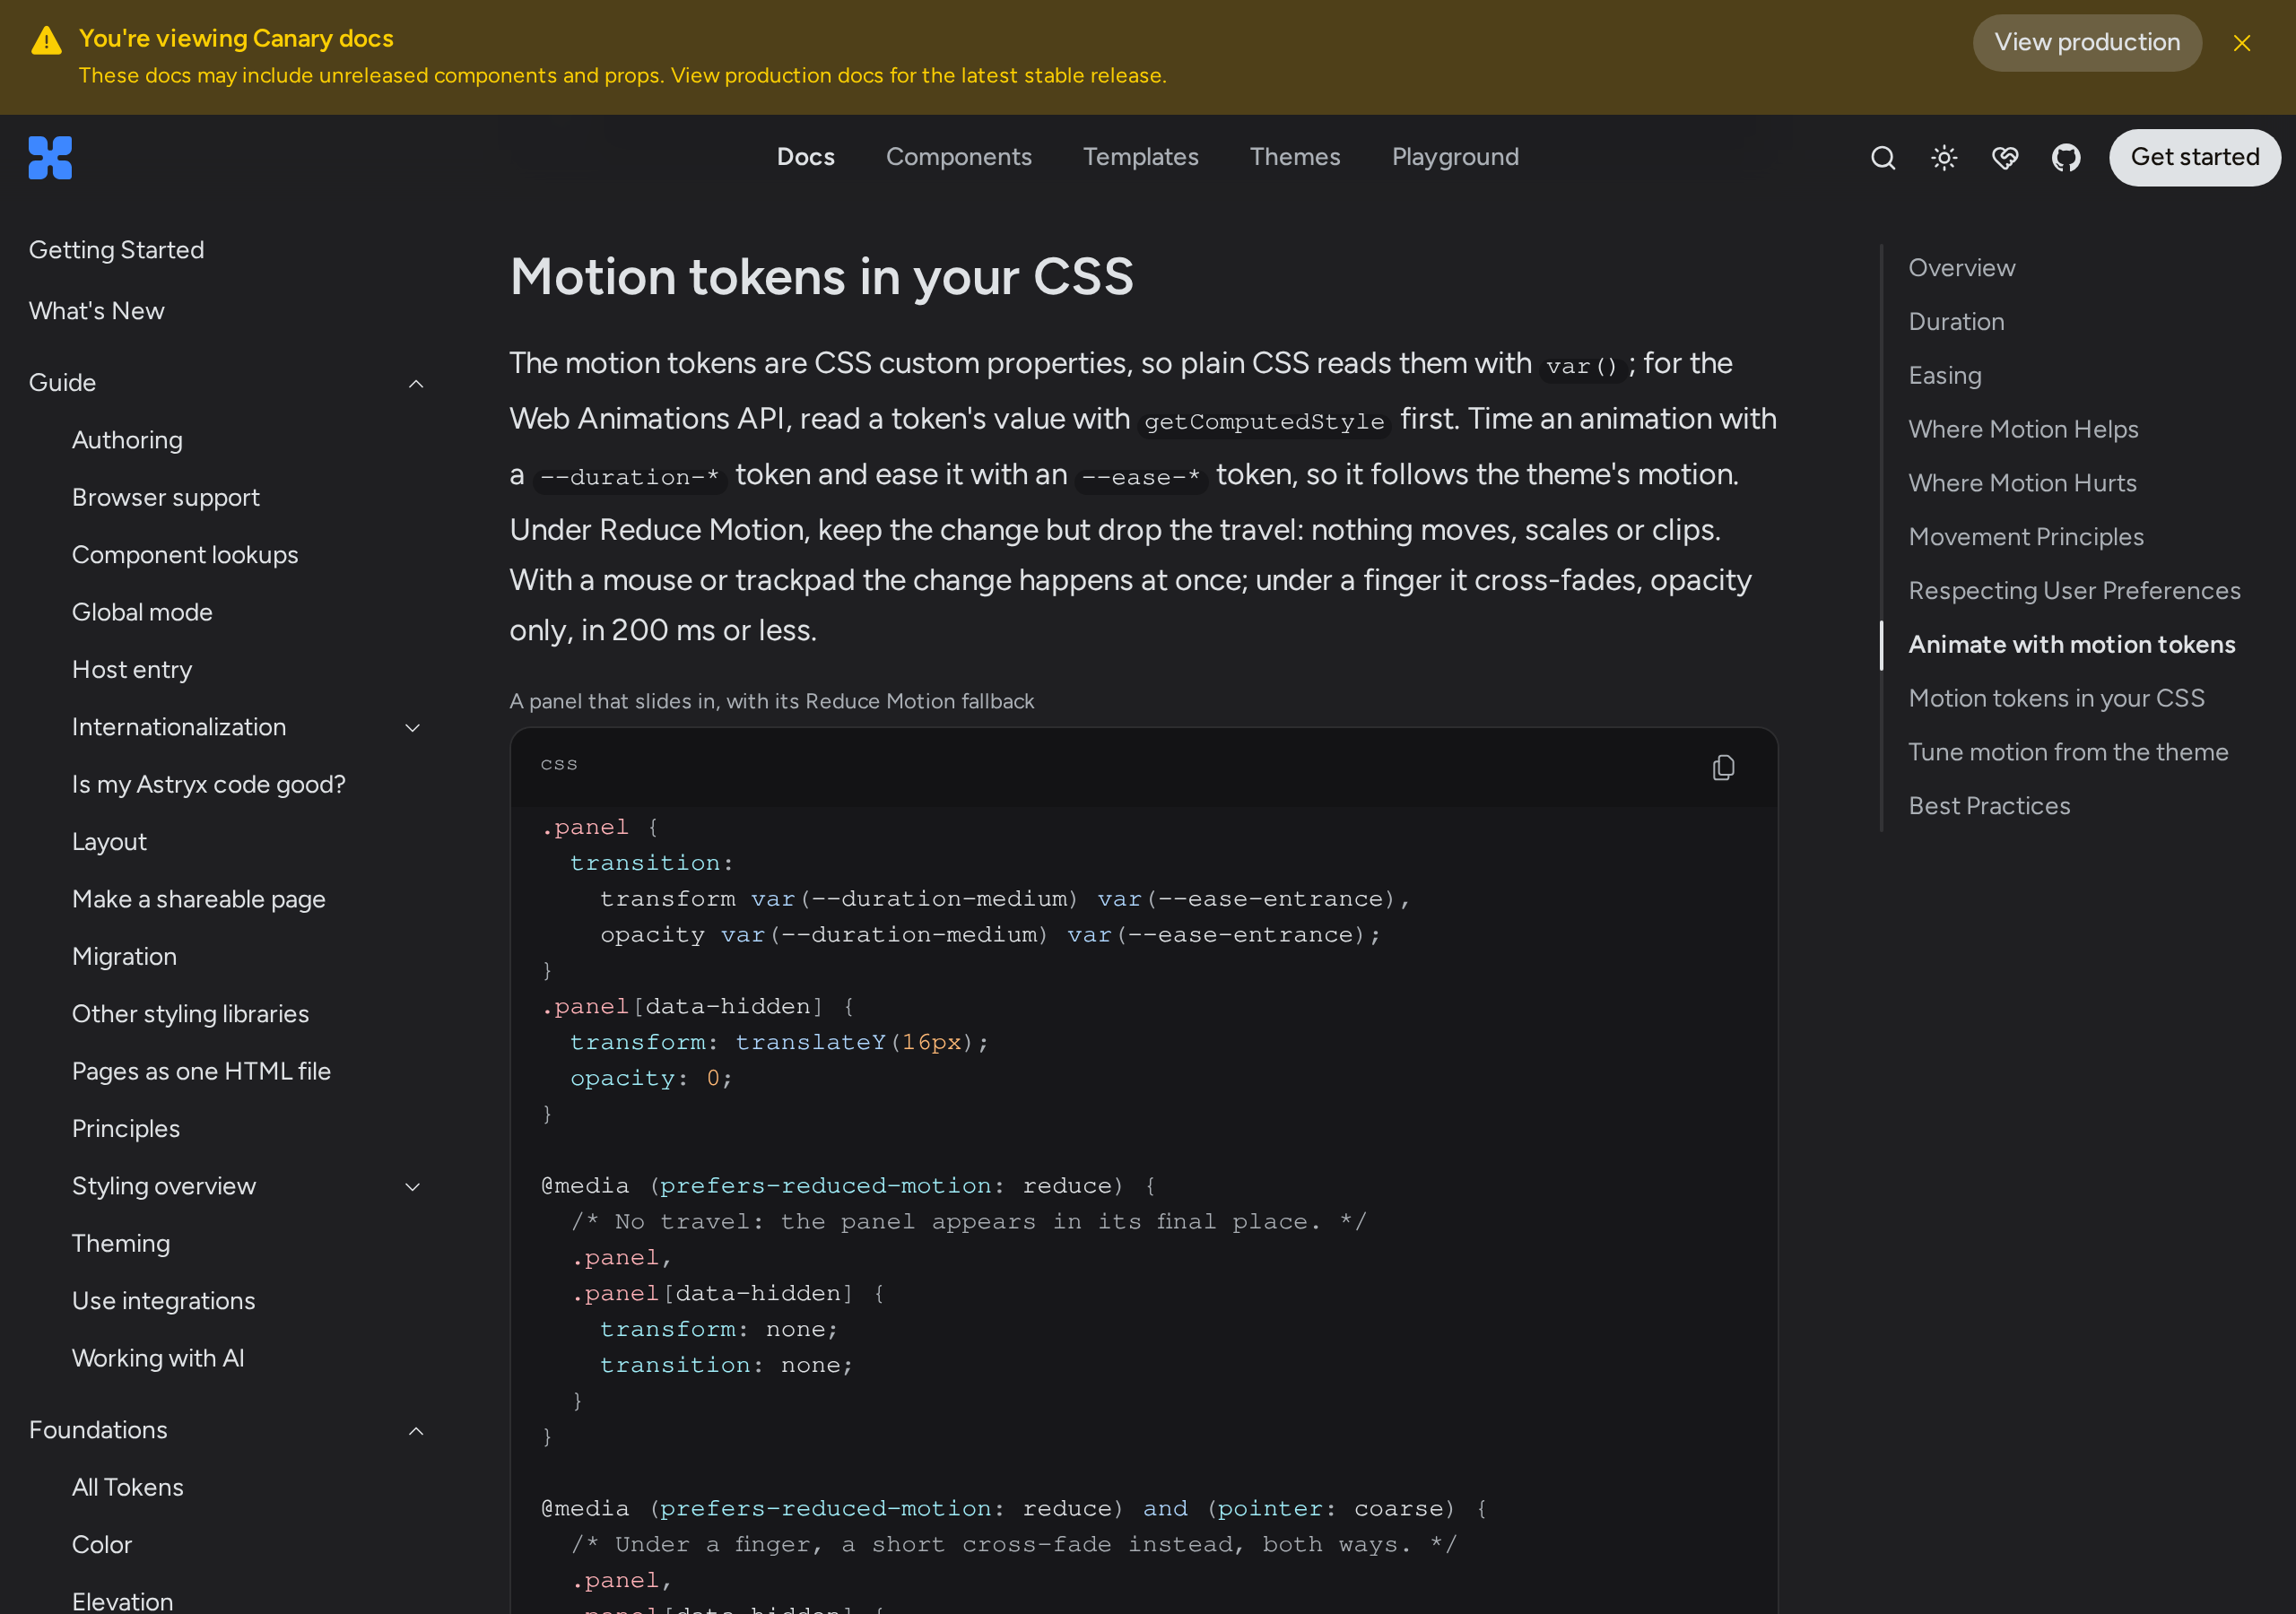 You're viewing Canary docs
These docs may include unreleased components and props. View production docs for the latest stable release.
View production
Docs
Components
Templates
Themes
Playground
Get started
Getting Started
What's New
Guide
Authoring
Browser support
Component lookups
Global mode
Host entry
Internationalization
Is my Astryx code good?
Layout
Make a shareable page
Migration
Other styling libraries
Pages as one HTML file
Principles
Styling overview
Theming
Use integrations
Working with AI
Foundations
All Tokens
Color
Elevation
Motion tokens in your CSS
The motion tokens are CSS custom properties, so plain CSS reads them with var(); for the
Web Animations API, read a token's value with getComputedStyle first. Time an animation with
a --duration-* token and ease it with an --ease-* token, so it follows the theme's motion.
Under Reduce Motion, keep the change but drop the travel: nothing moves, scales or clips.
With a mouse or trackpad the change happens at once; under a finger it cross-fades, opacity
only, in 200 ms or less.
A panel that slides in, with its Reduce Motion fallback
css
.panel {
  transition:
    transform var(--duration-medium) var(--ease-entrance),
    opacity var(--duration-medium) var(--ease-entrance);
}
.panel[data-hidden] {
  transform: translateY(16px);
  opacity: 0;
}
@media (prefers-reduced-motion: reduce) {
  /* No travel: the panel appears in its final place. */
  .panel,
  .panel[data-hidden] {
    transform: none;
    transition: none;
  }
}
@media (prefers-reduced-motion: reduce) and (pointer: coarse) {
  /* Under a finger, a short cross-fade instead, both ways. */
  .panel,
  .panel[data-hidden] {
Overview
Duration
Easing
Where Motion Helps
Where Motion Hurts
Movement Principles
Respecting User Preferences
Animate with motion tokens
Motion tokens in your CSS
Tune motion from the theme
Best Practices